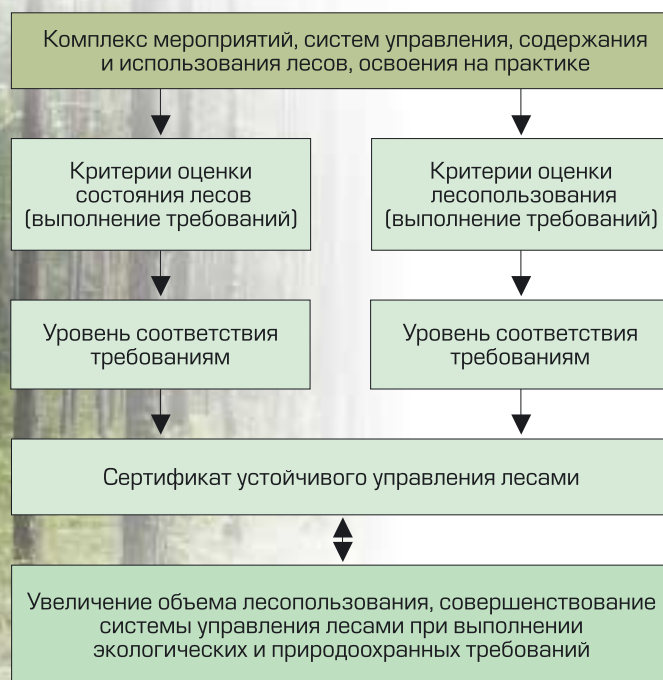 Комплекс мероприятий, систем управления, содержания
и использования лесов, освоения на практике
Критерии оценки
состояния лесов
(выполнение требований)
Критерии оценки
лесопользования
(выполнение требований)
Уровень соответствия
требованиям
Уровень соответствия
требованиям
Сертификат устойчивого управления лесами
Увеличение объема лесопользования, совершенствование
системы управления лесами при выполнении
экологических и природоохранных требований